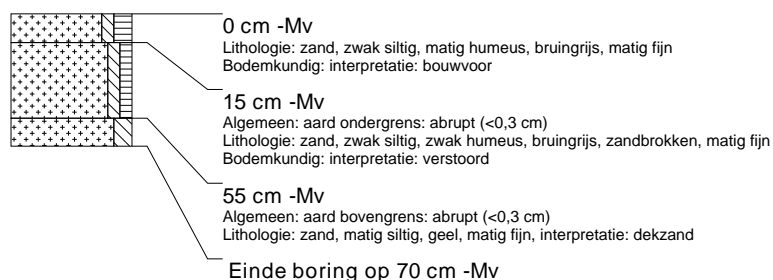 0 cm -Mv
Lithologie: zand, zwak siltig, matig humeus, bruingrijs, matig fijn
Bodemkundig: interpretatie: bouwvoor
15 cm -Mv
Algemeen: aard ondergrens: abrupt (<0,3 cm)
Lithologie: zand, zwak siltig, zwak humeus, bruingrijs, zandbrokken, matig fijn
Bodemkundig: interpretatie: verstoord
55 cm -Mv
Algemeen: aard bovengrens: abrupt (<0,3 cm)
Lithologie: zand, matig siltig, geel, matig fijn, interpretatie: dekzand
Einde boring op 70 cm -Mv